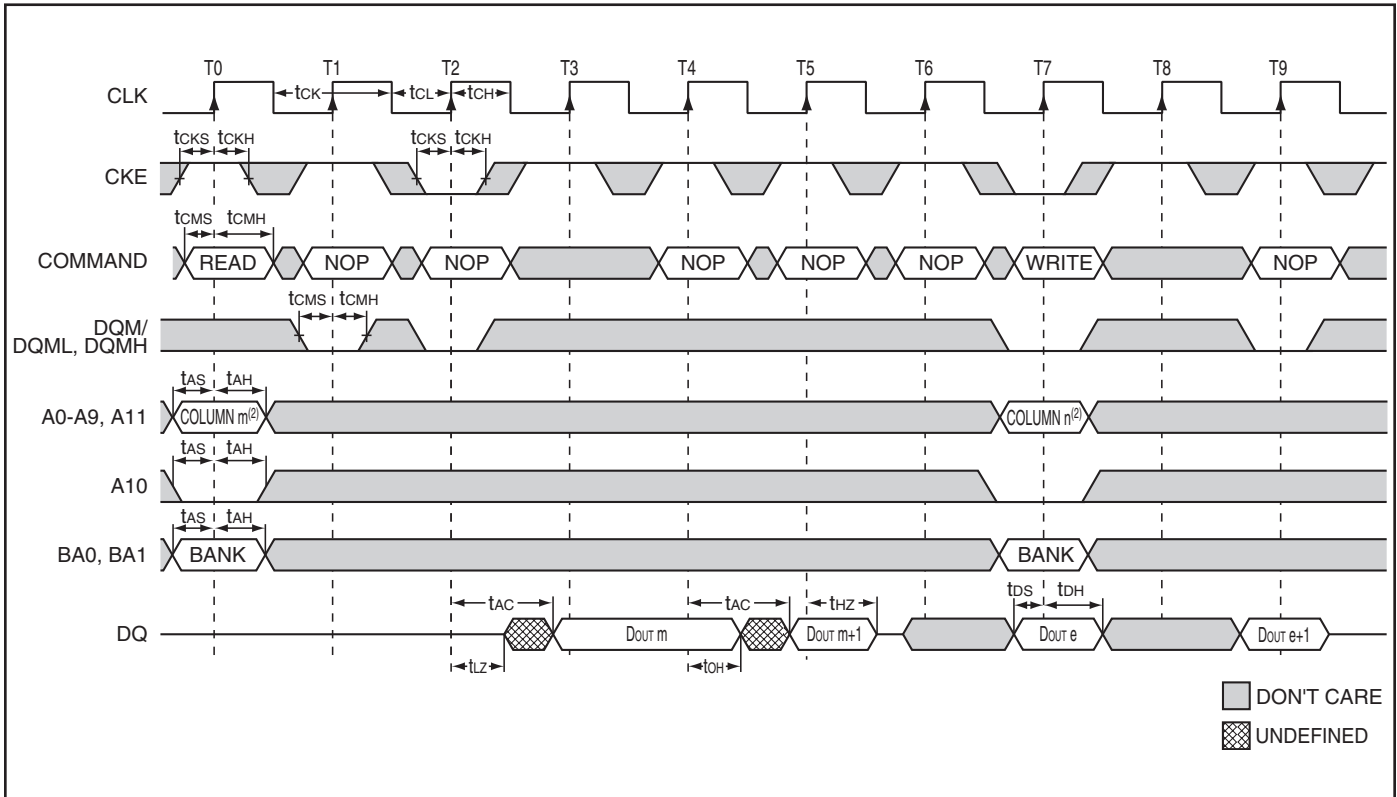 T0 T1 T2 T3 T4 T5 T6 T7 T8 T9
CLK
tCK tCL tCH
tCKS tCKH tCKS tCKH
CKE
tCMS tCMH
COMMAND READ NOP NOP NOP NOP NOP WRITE NOP
tCMS tCMH
DQM/
DQML, DQMH
tAS tAH
A0-A9, A11 COLUMN m(2) COLUMN n(2)
tAS tAH
A10
tAS tAH
BA0, BA1 BANK BANK
tAC tAC tHZ tDS tDH
DQ DOUT m DOUT m+1 DOUT e DOUT e+1
tLZ tOH
DON'T CARE
UNDEFINED